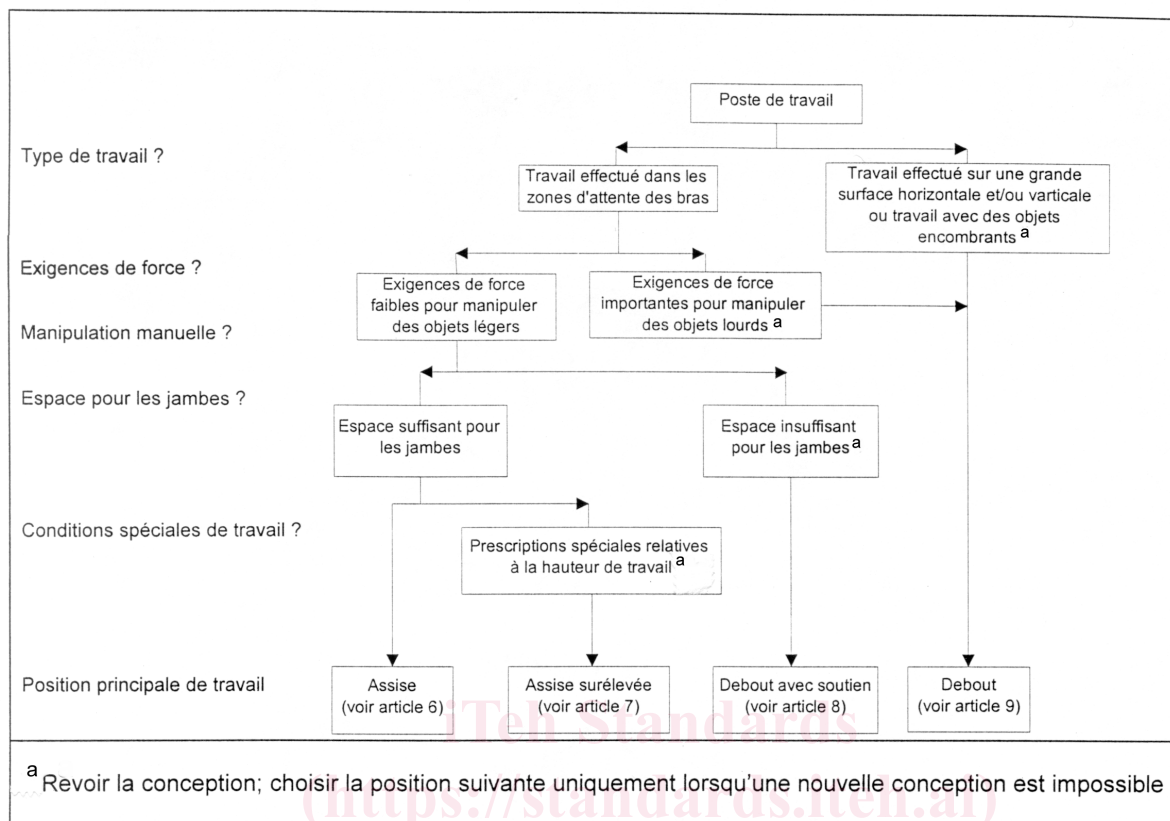 Poste de travail
Type de travail ?
Travail effectué dans les
zones d'attente des bras
Travail effectué sur une grande
surface horizontale et/ou varticale
ou travail avec des objets
encombrants a
Exigences de force ?
Exigences de force
faibles pour manipuler
des objets légers
Exigences de force
importantes pour manipuler
des objets lourds a
Manipulation manuelle ?
Espace pour les jambes ?
Espace suffisant pour
les jambes
Espace insuffisant
pour les jambes a
Conditions spéciales de travail ?
Prescriptions spéciales relatives
à la hauteur de travail a
Position principale de travail
Assise
(voir article 6)
Assise surélevée
(voir article 7)
Debout avec soutien
(voir article 8)
Debout
(voir article 9)
iTeh Standards
a Revoir la conception; choisir la position suivante uniquement lorsqu'une nouvelle conception est impossible
(https://standards.iteh.ai)